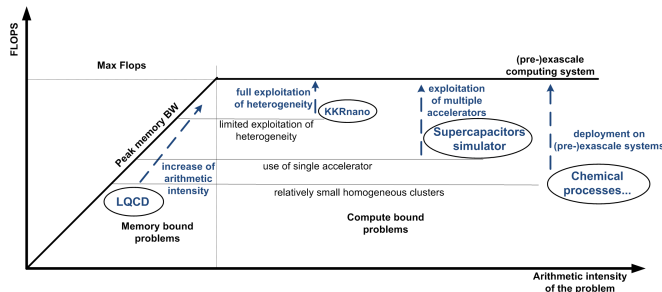 FLOPS
Max Flops
(pre-)exascale
computing system
Peak memory BW
full exploitation
of heterogeneity
KKRnano
exploitation
of multiple
accelerators
limited exploitation of
heterogeneity
Supercapacitors
simulator
deployment on
(pre-)exascale systems
increase of
arithmetic
intensity
use of single accelerator
Chemical
processes...
relatively small homogeneous clusters
LQCD
Memory bound
problems
Compute bound
problems
Arithmetic intensity
of the problem